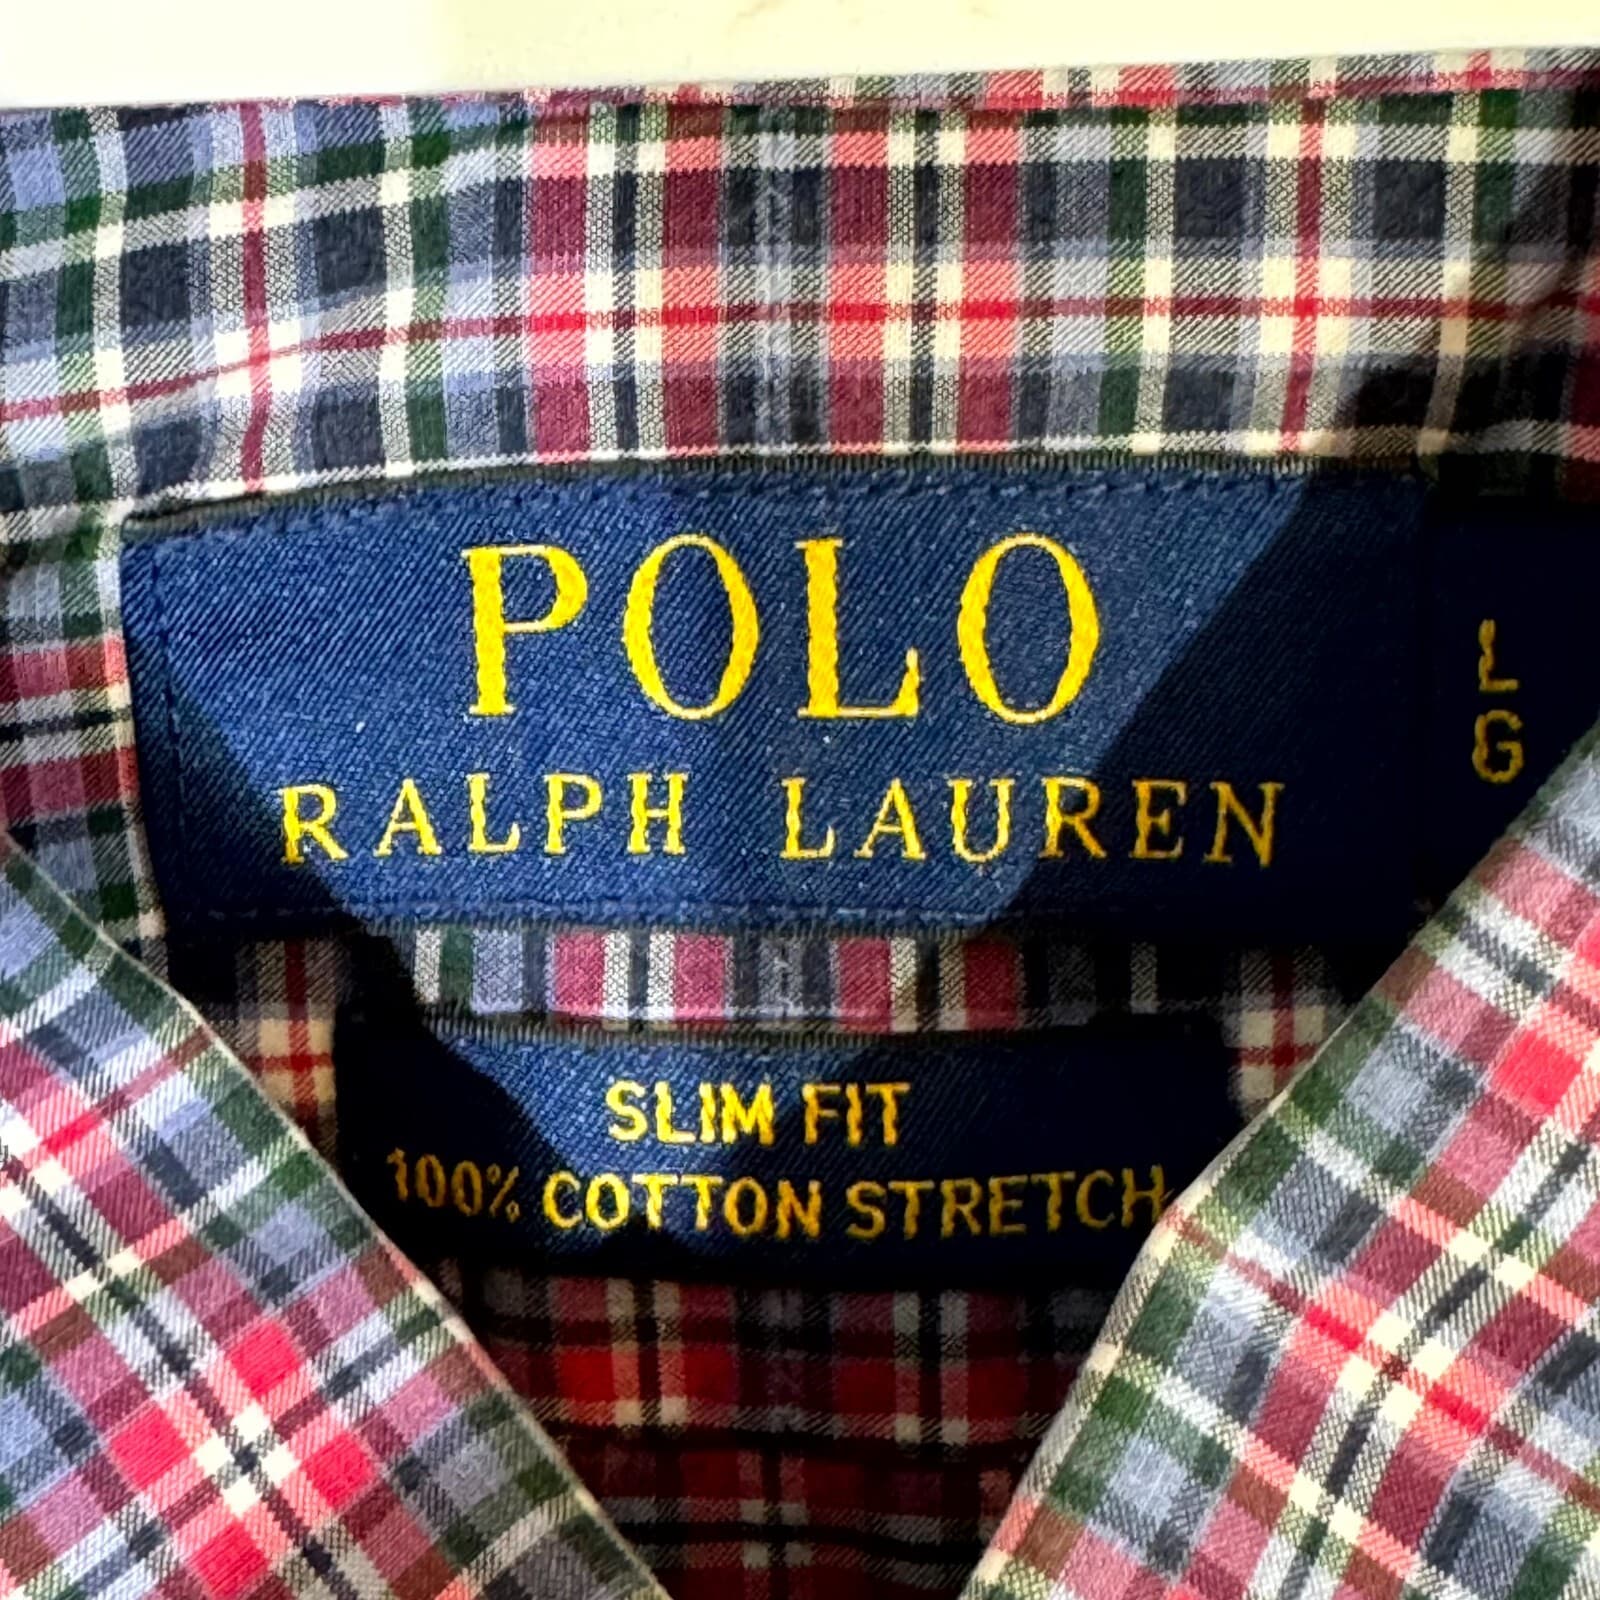 POLO
RALPH LAUREN
L
G
SLIM FIT
100% COTTON STRETCH